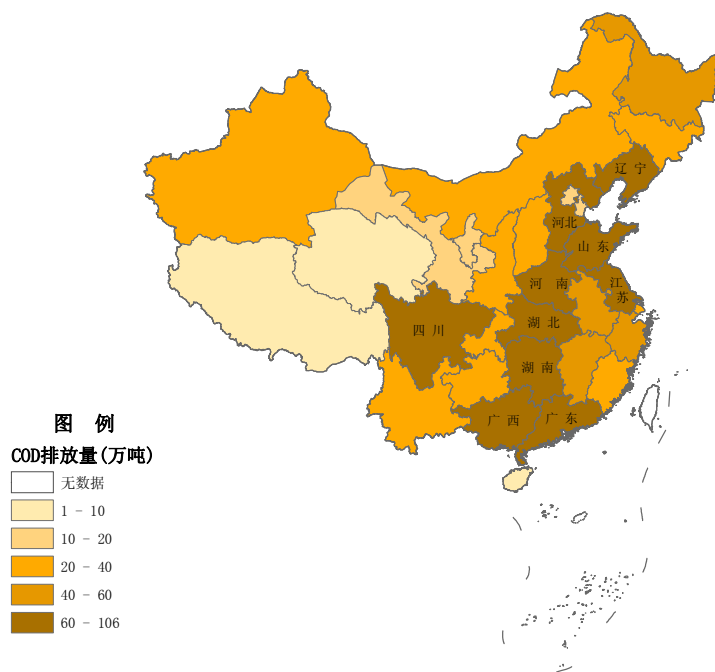 辽 宁
河北
山 东
河 南
江
苏
湖 北
四 川
湖 南
广 西
广 东
图 例
COD排放量(万吨)
无数据
1 - 10
10 - 20
20 - 40
40 - 60
60 - 106